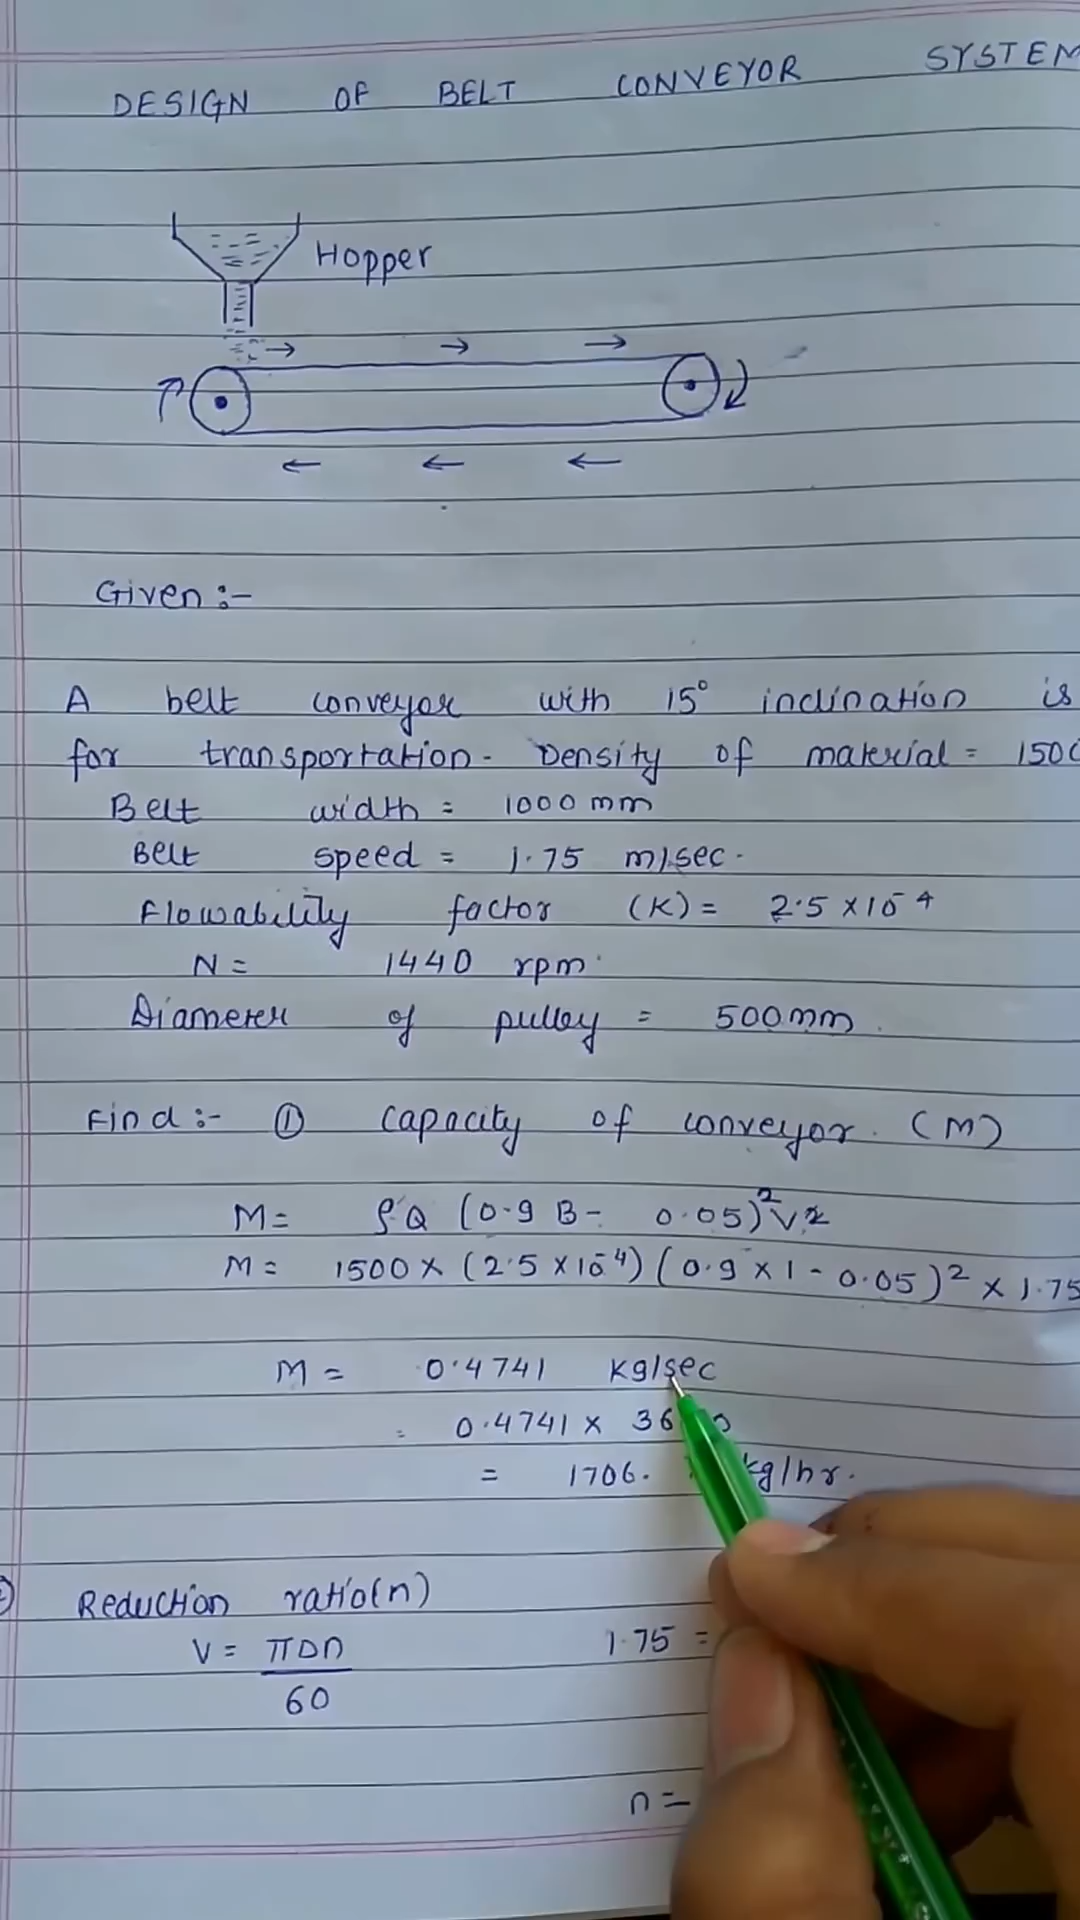 DESIGN OF BELT CONVEYOR SYSTEM
Hopper
Given :-
A belt conveyor with 15° inclination is
for transportation. Density of material = 1500
Belt width = 1000 mm
Belt speed = 1.75 m/sec.
Flowability factor (K) = 2.5 × 10⁻⁴
N = 1440 rpm.
Diameter of pulley = 500mm.
Find :- ① Capacity of conveyor. (M)
M = ρ Q (0.9 B - 0.05)² V
M = 1500 × (2.5 × 10⁻⁴) (0.9 × 1 - 0.05)² × 1.75
M = 0.4741 kg/sec
= 0.4741 × 36
= 1706. kg/hr.
Reduction ratio(n)
V = πDn 1.75 =
60
n =